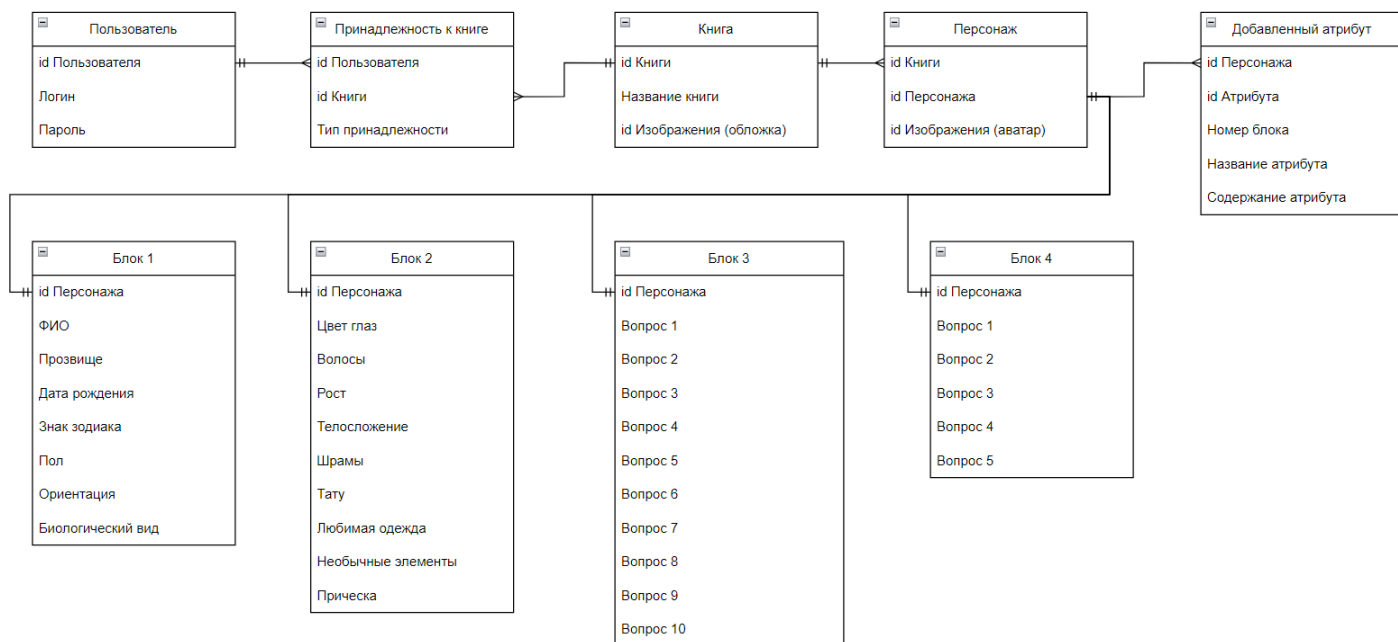 Пользователь
id Пользователя
Логин
Пароль
Принадлежность к книге
id Пользователя
id Книги
Тип принадлежности
Книга
id Книги
Название книги
id Изображения (обложка)
Персонаж
id Книги
id Персонажа
id Изображения (аватар)
Добавленный атрибут
id Персонажа
id Атрибута
Номер блока
Название атрибута
Содержание атрибута
Блок 1
id Персонажа
ФИО
Прозвище
Дата рождения
Знак зодиака
Пол
Ориентация
Биологический вид
Блок 2
id Персонажа
Цвет глаз
Волосы
Рост
Телосложение
Шрамы
Тату
Любимая одежда
Необычные элементы
Прическа
Блок 3
id Персонажа
Вопрос 1
Вопрос 2
Вопрос 3
Вопрос 4
Вопрос 5
Вопрос 6
Вопрос 7
Вопрос 8
Вопрос 9
Вопрос 10
Блок 4
id Персонажа
Вопрос 1
Вопрос 2
Вопрос 3
Вопрос 4
Вопрос 5